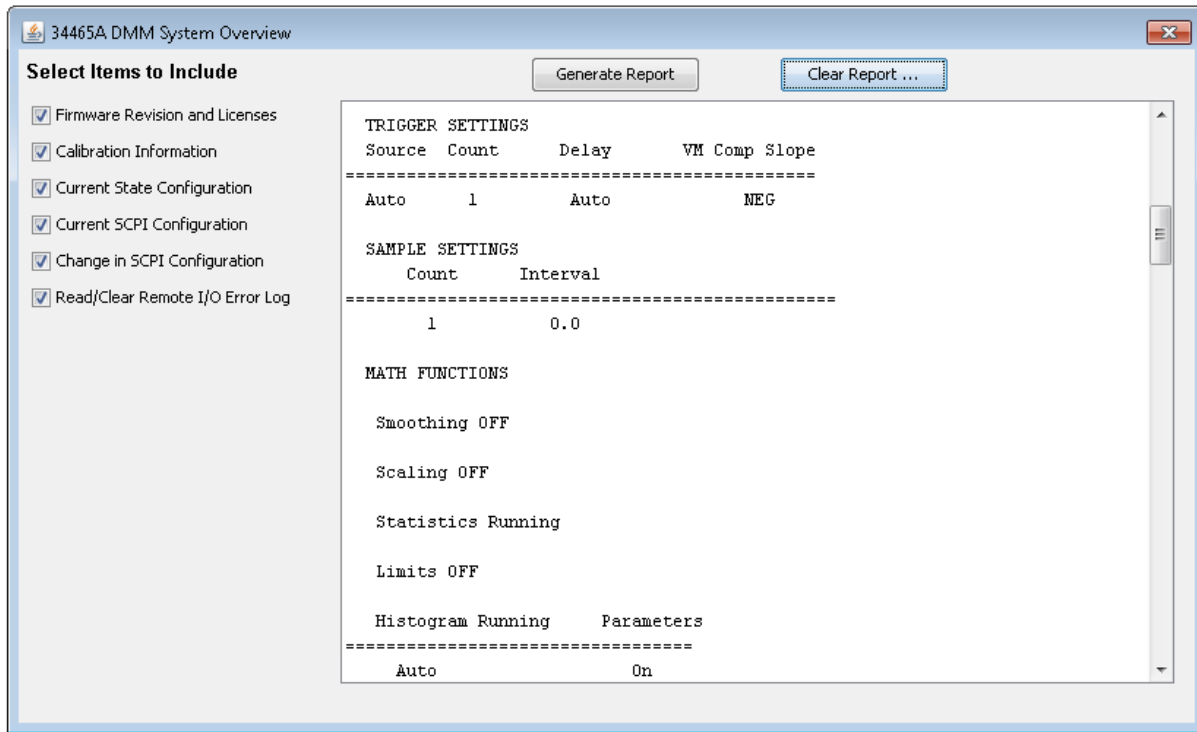 34465A DMM System Overview
Select Items to Include
Generate Report
Clear Report ...
Firmware Revision and Licenses
Calibration Information
Current State Configuration
Current SCPI Configuration
Change in SCPI Configuration
Read/Clear Remote I/O Error Log
TRIGGER SETTINGS
Source Count Delay VM Comp Slope
==============================================
Auto 1 Auto NEG
SAMPLE SETTINGS
Count Interval
================================================
1 0.0
MATH FUNCTIONS
Smoothing OFF
Scaling OFF
Statistics Running
Limits OFF
Histogram Running Parameters
==================================
Auto On